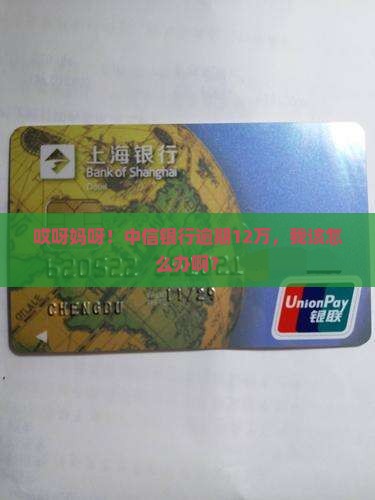 上海银行
Bank of Shanghai
哎呀妈呀！中信银行逾期12万，我该怎
么办啊？
11/29
CHENGDU
UnionPay
银联